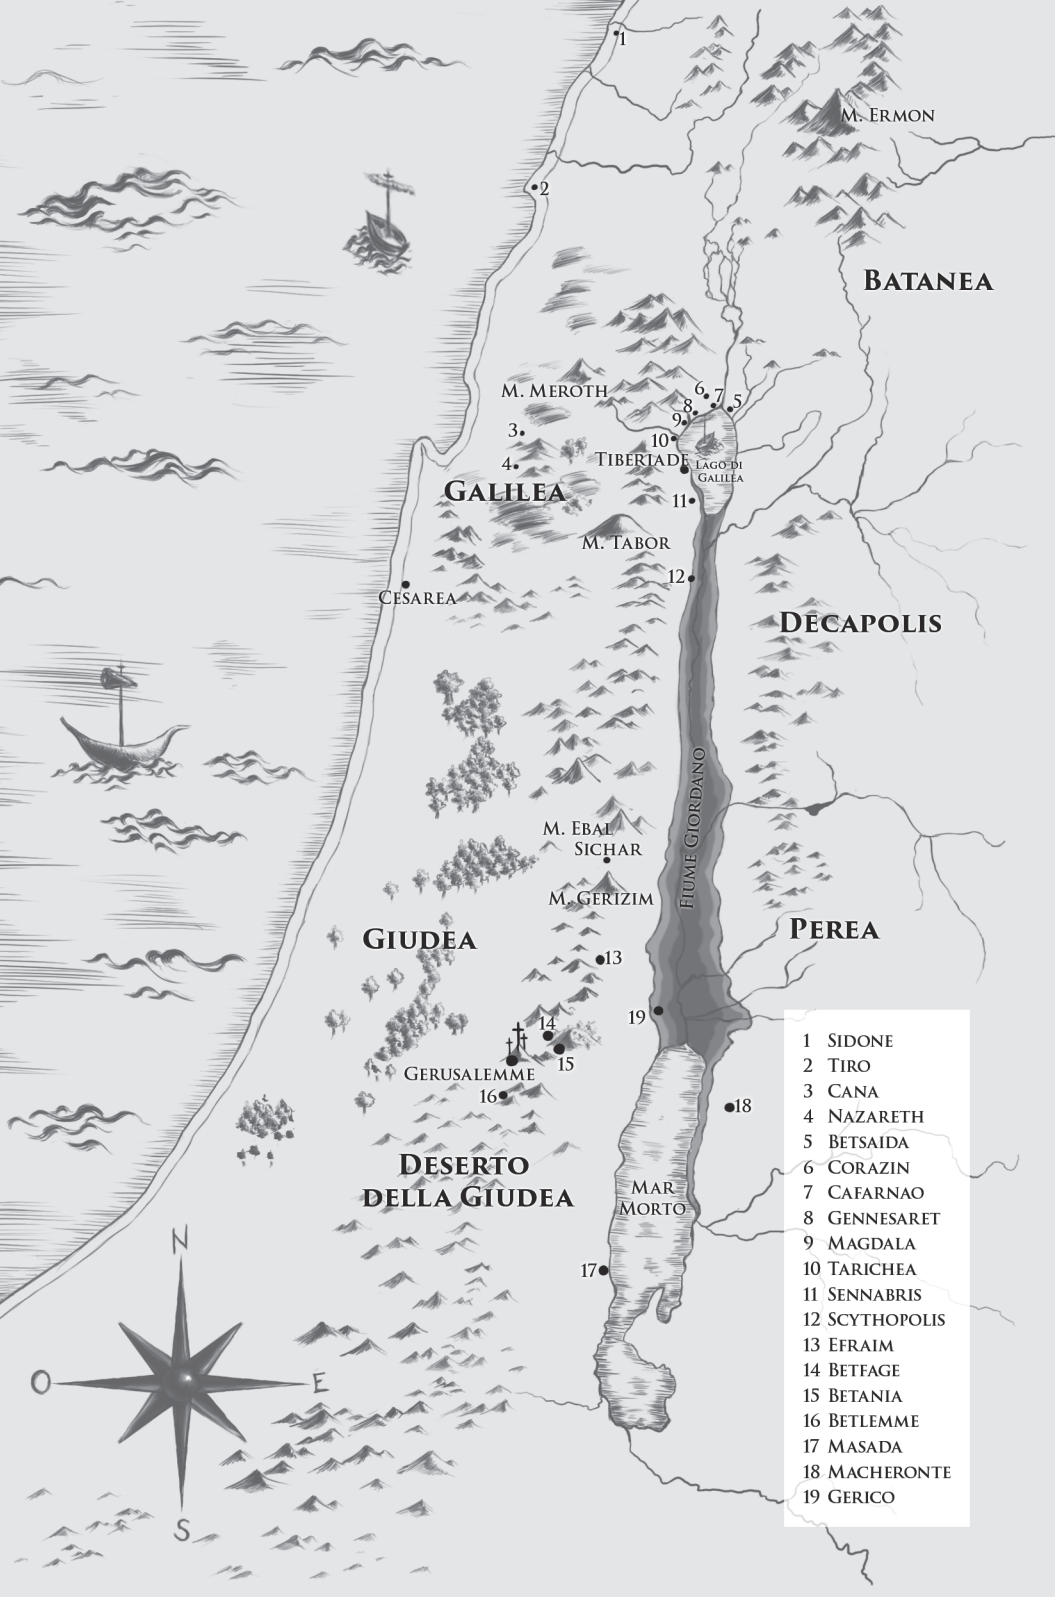 1
M. Ermon
2
Batanea
M. Meroth
6
7
5
8
3
9
10
Tiberiade
4
Lago di
Galilea
Galilea
11
M. Tabor
12
Cesarea
Decapolis
Fiume Giordano
M. Ebal
Sichar
M. Gerizim
Giudea
Perea
13
19
14
15
Gerusalemme
16
18
Deserto
della Giudea
Mar
Morto
17
N
O
E
S
1 Sidone
2 Tiro
3 Cana
4 Nazareth
5 Betsaida
6 Corazin
7 Cafarnao
8 Gennesaret
9 Magdala
10 Tarichea
11 Sennabris
12 Scythopolis
13 Efraim
14 Betfage
15 Betania
16 Betlemme
17 Masada
18 Macheronte
19 Gerico